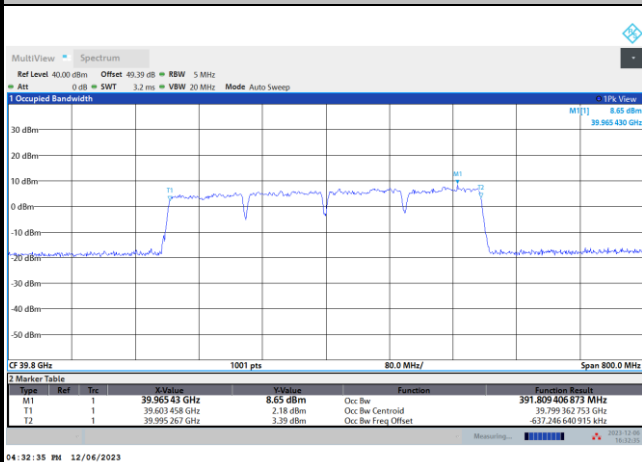 MultiView Spectrum
Ref Level 40.00 dBm Offset 49.39 dB RBW 5 MHz
Att 0 dB SWT 3.2 ms VBW 20 MHz Mode Auto Sweep
1 Occupied Bandwidth 1Pk View
M1[1] 8.65 dBm
39.965 430 GHz
30 dBm
20 dBm
M1
10 dBm
T1 T2
0 dBm
-10 dBm
-20 dBm
-30 dBm
-40 dBm
-50 dBm
CF 39.8 GHz 1001 pts 80.0 MHz/ Span 800.0 MHz
2 Marker Table
Type Ref Trc X-Value Y-Value Function Function Result
M1 1 39.965 43 GHz 8.65 dBm Occ Bw 391.809 406 873 MHz
T1 1 39.603 458 GHz 2.18 dBm Occ Bw Centroid 39.799 362 753 GHz
T2 1 39.995 267 GHz 3.39 dBm Occ Bw Freq Offset -637.246 640 915 kHz
Measuring...
16:32:35
04:32:35 PM 12/06/2023